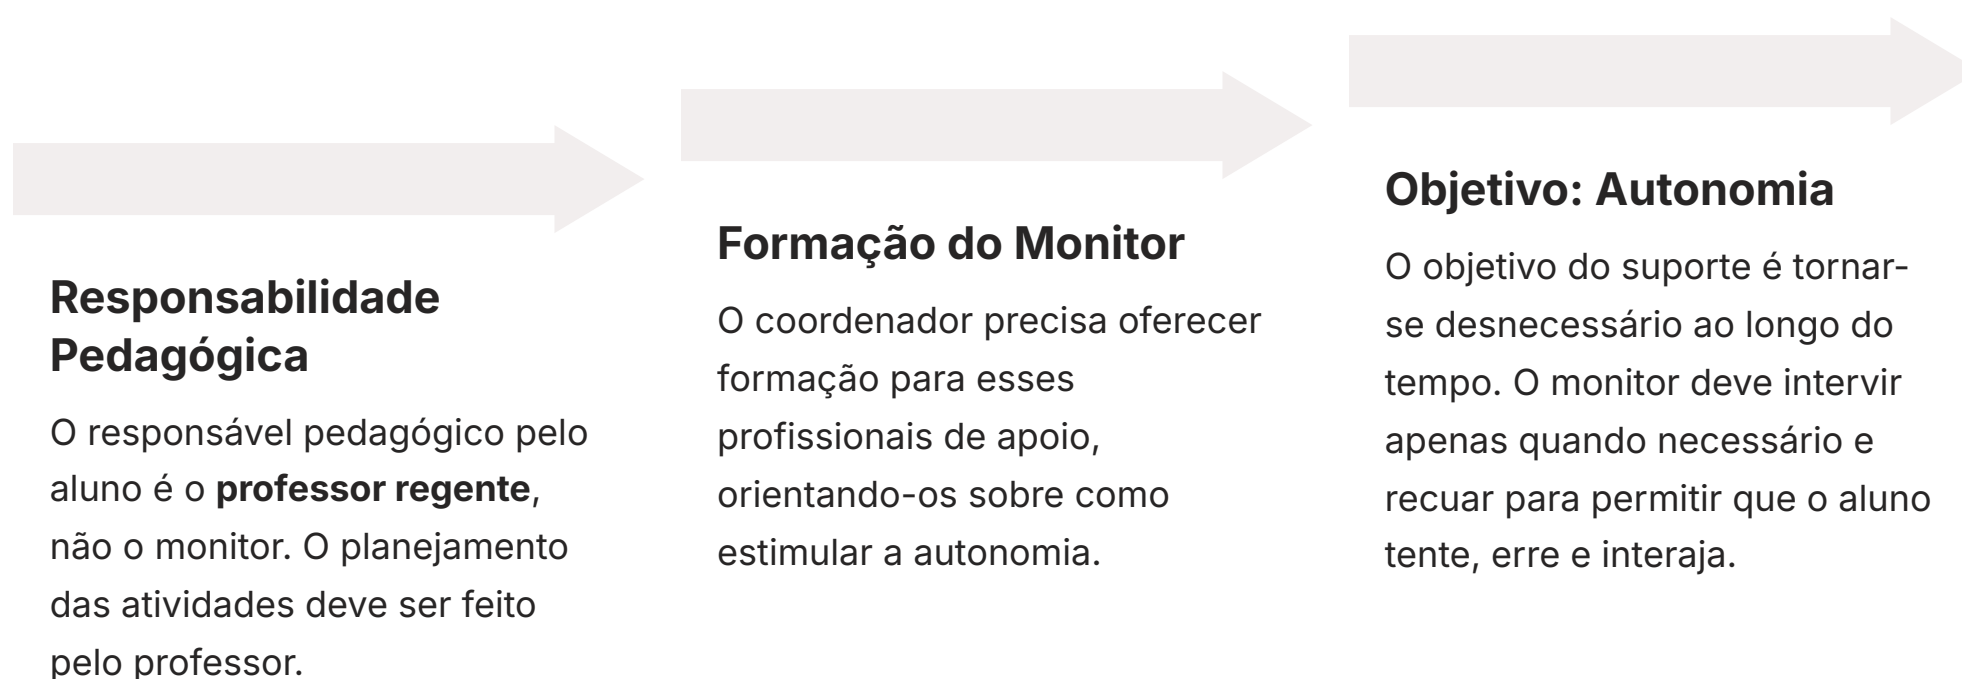 Responsabilidade
Pedagógica
O responsável pedagógico pelo
aluno é o professor regente,
não o monitor. O planejamento
das atividades deve ser feito
pelo professor.
Formação do Monitor
O coordenador precisa oferecer
formação para esses
profissionais de apoio,
orientando-os sobre como
estimular a autonomia.
Objetivo: Autonomia
O objetivo do suporte é tornar-
se desnecessário ao longo do
tempo. O monitor deve intervir
apenas quando necessário e
recuar para permitir que o aluno
tente, erre e interaja.